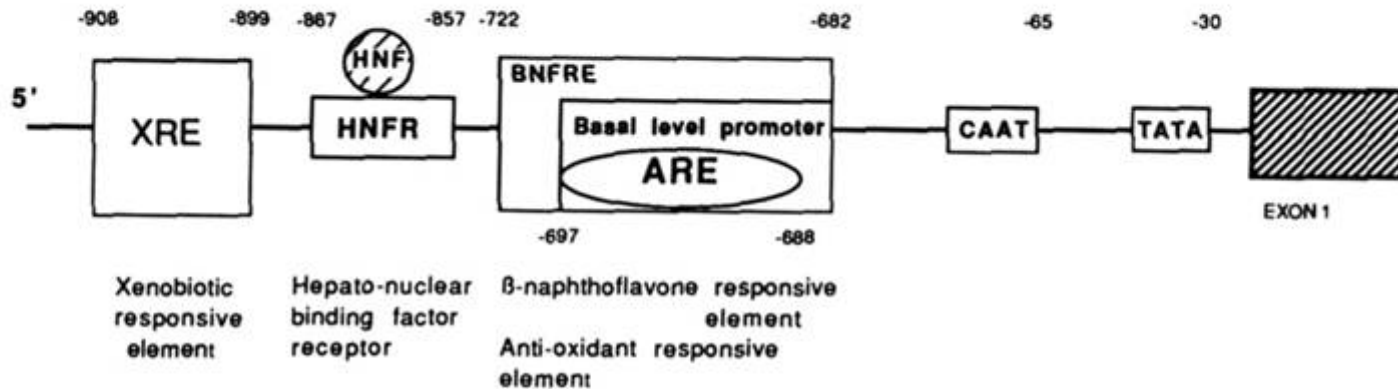 -908 -899 -867 -857 -722 -682 -65 -30
HNF
BNFRE
5'
XRE HNFR Basal level promoter CAAT TATA
ARE
EXON 1
-697 -688
Xenobiotic
responsive
element
Hepato-nuclear
binding factor
receptor
ß-naphthoflavone responsive
element
Anti-oxidant responsive
element